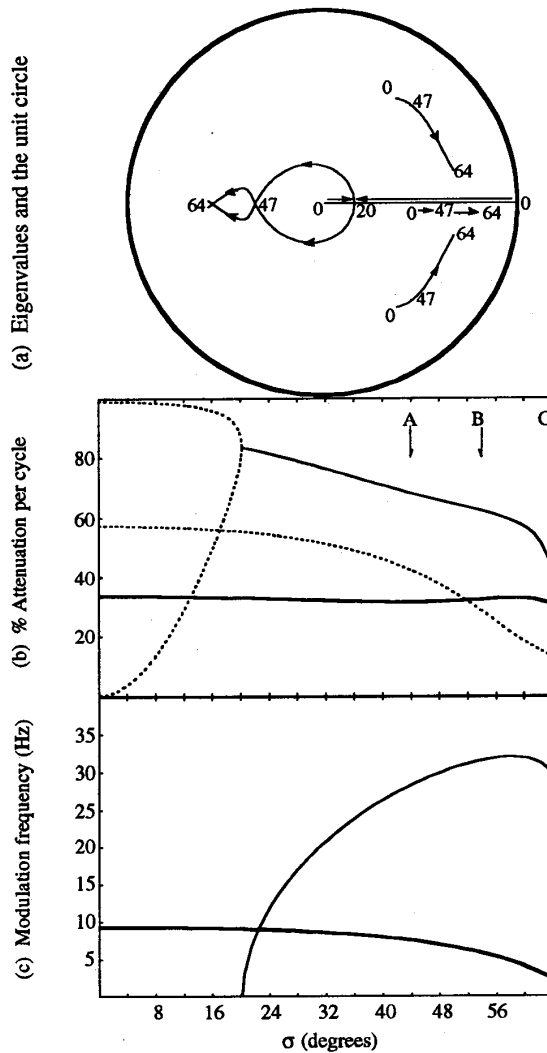 (a) Eigenvalues and the unit circle
0
47
64
64
47
0
20
0→47→64
0
64
47
0
(b) % Attenuation per cycle
80
60
40
20
A
B
C
(c) Modulation frequency (Hz)
35
30
25
20
15
10
5
8 16 24 32 40 48 56
σ (degrees)